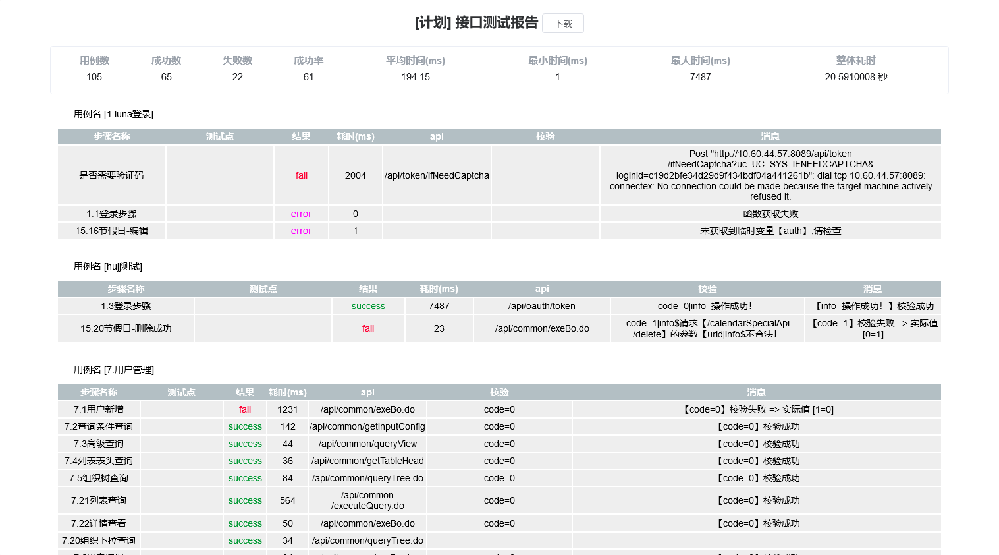 [计划] 接口测试报告 下载
用例数 成功数 失败数 成功率 平均时间(ms) 最小时间(ms) 最大时间(ms) 整体耗时
105 65 22 61 194.15 1 7487 20.5910008 秒
用例名 [1.luna登录]
步骤名称 测试点 结果 耗时(ms) api 校验 消息
是否需要验证码 fail 2004 /api/token/ifNeedCaptcha Post "http://10.60.44.57:8089/api/token
/ifNeedCaptcha?uc=UC_SYS_IFNEEDCAPTCHA&
loginId=c19d2bfe34d29d9f434bdf04a441261b": dial tcp 10.60.44.57:8089:
connectex: No connection could be made because the target machine actively
refused it.
1.1登录步骤 error 0 函数获取失败
15.16节假日-编辑 error 1 未获取到临时变量【auth】,请检查
用例名 [hujj测试]
步骤名称 测试点 结果 耗时(ms) api 校验 消息
1.3登录步骤 success 7487 /api/oauth/token code=0|info=操作成功！ 【info=操作成功！】校验成功
15.20节假日-删除成功 fail 23 /api/common/exeBo.do code=1|info$请求【/calendarSpecialApi
/delete】的参数【urid|info$不合法！ 【code=1】校验失败 => 实际值
[0=1]
用例名 [7.用户管理]
步骤名称 测试点 结果 耗时(ms) api 校验 消息
7.1用户新增 fail 1231 /api/common/exeBo.do code=0 【code=0】校验失败 => 实际值 [1=0]
7.2查询条件查询 success 142 /api/common/getInputConfig code=0 【code=0】校验成功
7.3高级查询 success 44 /api/common/queryView code=0 【code=0】校验成功
7.4列表表头查询 success 36 /api/common/getTableHead code=0 【code=0】校验成功
7.5组织树查询 success 84 /api/common/queryTree.do code=0 【code=0】校验成功
7.21列表查询 success 564 /api/common
/executeQuery.do code=0 【code=0】校验成功
7.22详情查看 success 50 /api/common/exeBo.do code=0 【code=0】校验成功
7.20组织下拉查询 success 34 /api/common/queryTree.do